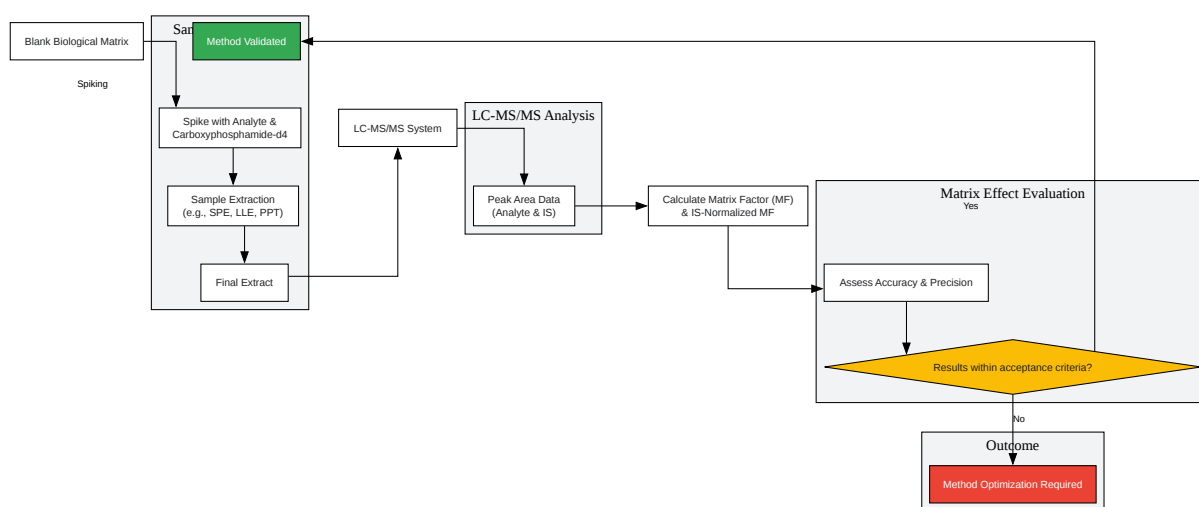 Blank Biological Matrix
Spiking
Method Validated
Spike with Analyte &
Carboxyphosphamide-d4
Sample Extraction
(e.g., SPE, LLE, PPT)
Final Extract
LC-MS/MS System
LC-MS/MS Analysis
Peak Area Data
(Analyte & IS)
Calculate Matrix Factor (MF)
& IS-Normalized MF
Matrix Effect Evaluation
Yes
Assess Accuracy & Precision
Results within acceptance criteria?
No
Outcome
Method Optimization Required